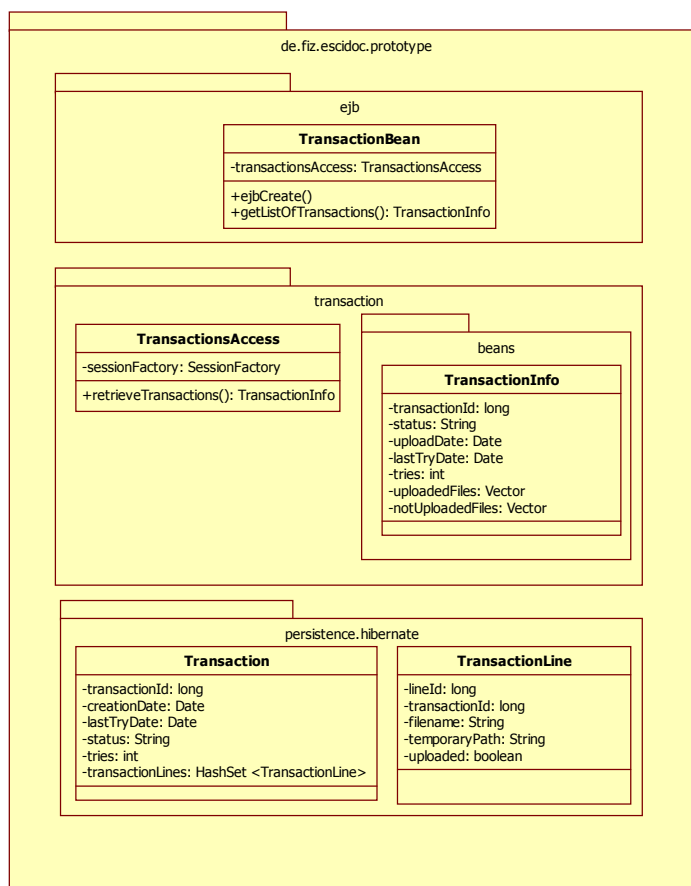 de.fiz.escidoc.prototype
ejb
TransactionBean
-transactionsAccess: TransactionsAccess
+ejbCreate()
+getListOfTransactions(): TransactionInfo
transaction
TransactionsAccess
-sessionFactory: SessionFactory
+retrieveTransactions(): TransactionInfo
beans
TransactionInfo
-transactionId: long
-status: String
-uploadDate: Date
-lastTryDate: Date
-tries: int
-uploadedFiles: Vector
-notUploadedFiles: Vector
persistence.hibernate
Transaction
-transactionId: long
-creationDate: Date
-lastTryDate: Date
-status: String
-tries: int
-transactionLines: HashSet <TransactionLine>
TransactionLine
-lineId: long
-transactionId: long
-filename: String
-temporaryPath: String
-uploaded: boolean